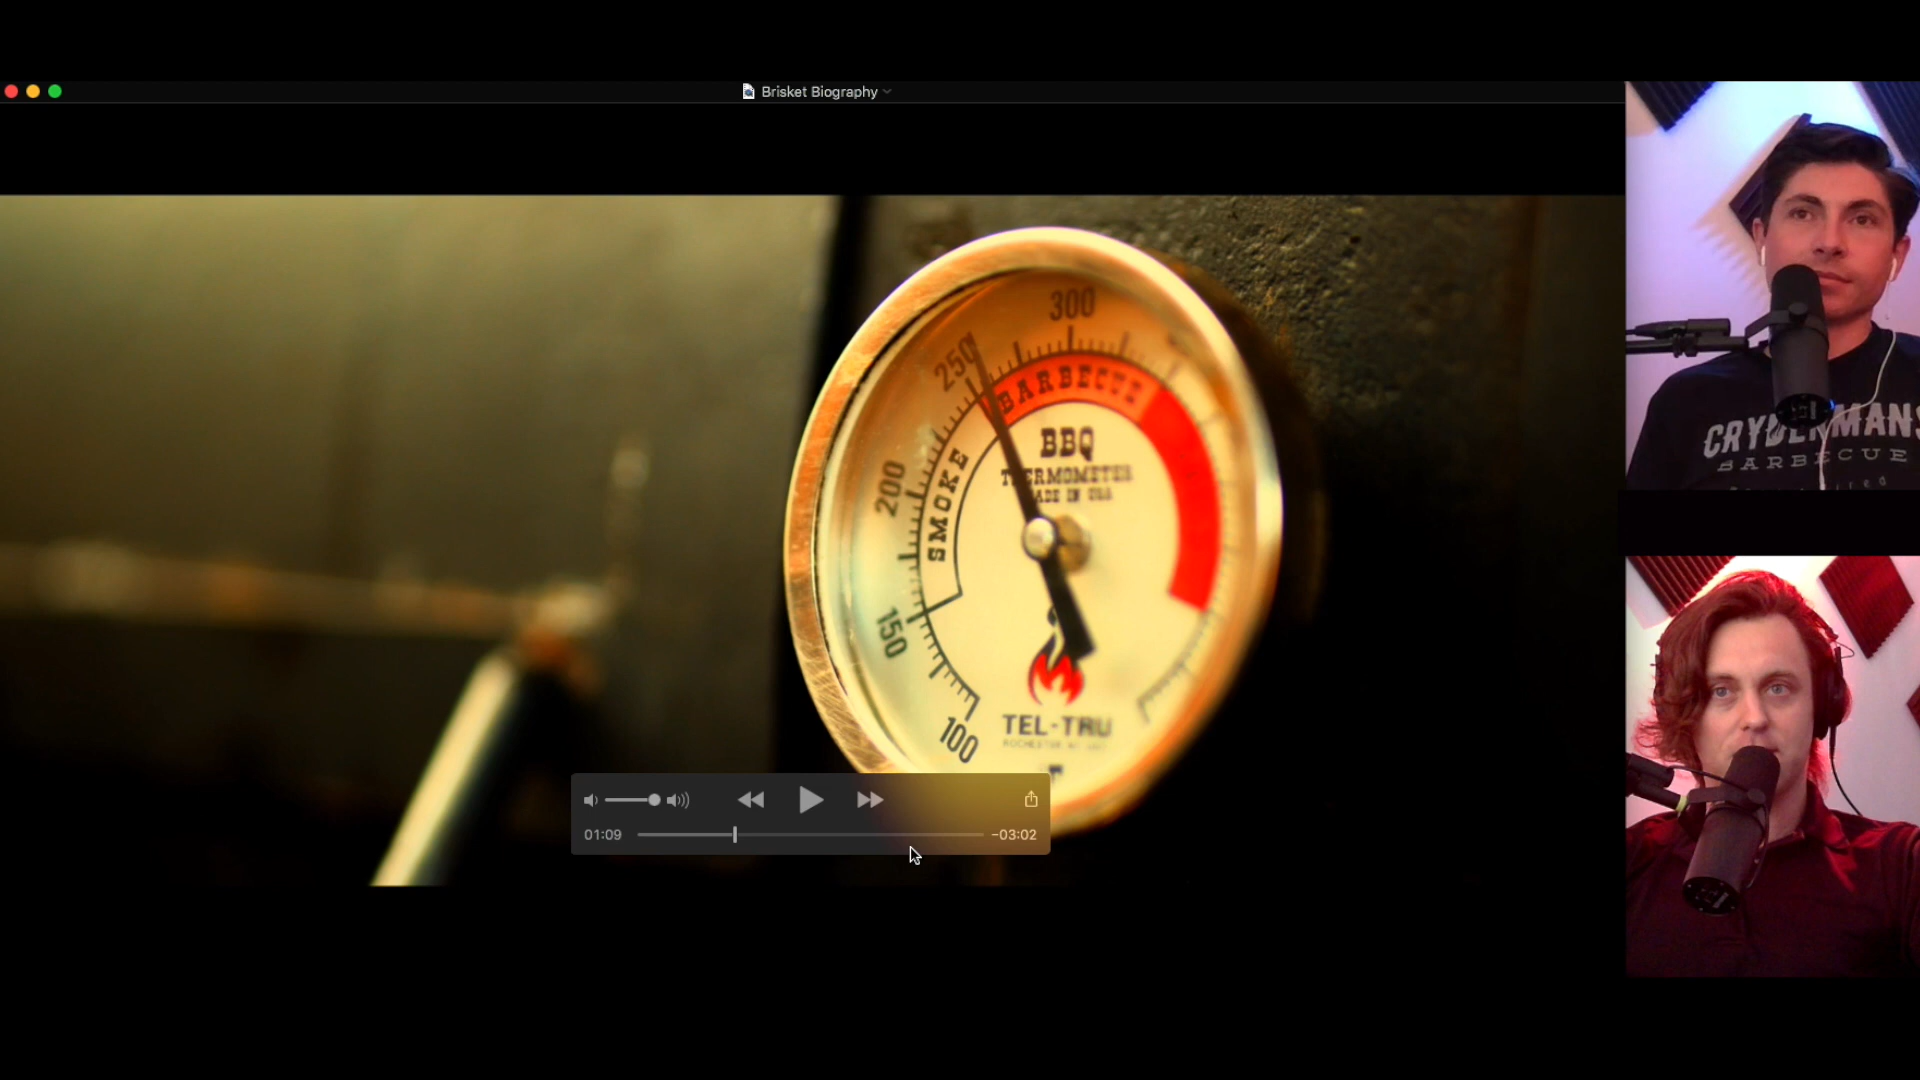 Brisket Biography
300
250
BARBECUE
BBQ
THERMOMETER
MADE IN USA
200
SMOKE
150
100
TEL-TRU
01:09
-03:02
CRYDERMANS
BARBECUE